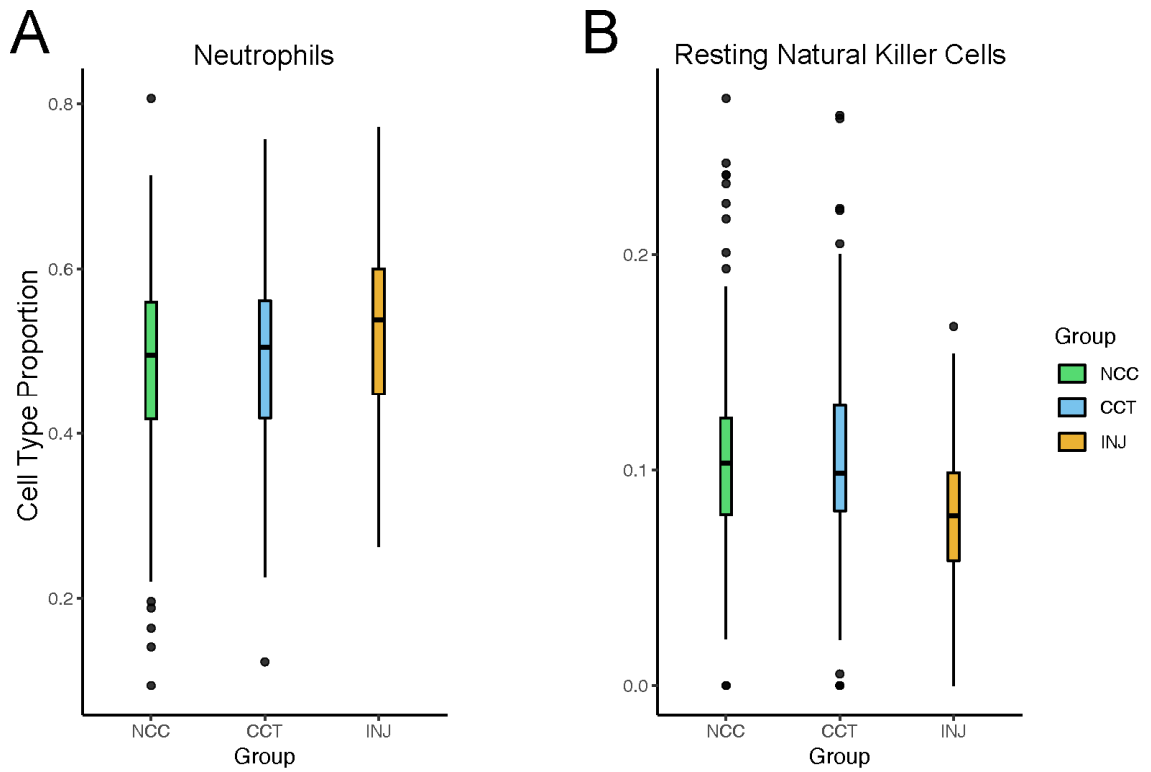 A
Neutrophils
Cell Type Proportion
0.8
0.6
0.4
0.2
NCC
CCT
INJ
Group
B
Resting Natural Killer Cells
0.2
0.1
0.0
NCC
CCT
INJ
Group
Group
NCC
CCT
INJ